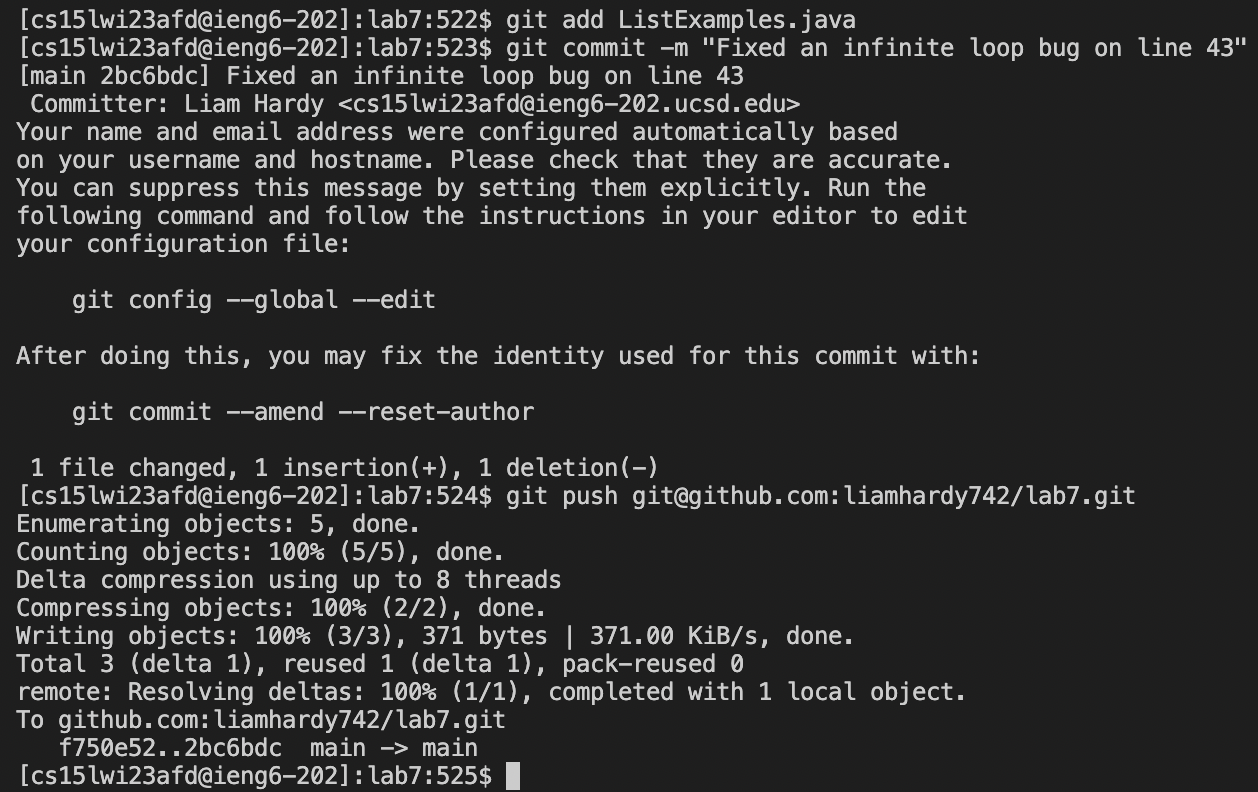 [cs15lwi23afd@ieng6-202]:lab7:522$ git add ListExamples.java
[cs15lwi23afd@ieng6-202]:lab7:523$ git commit -m "Fixed an infinite loop bug on line 43"
[main 2bc6bdc] Fixed an infinite loop bug on line 43
 Committer: Liam Hardy <cs15lwi23afd@ieng6-202.ucsd.edu>
Your name and email address were configured automatically based
on your username and hostname. Please check that they are accurate.
You can suppress this message by setting them explicitly. Run the
following command and follow the instructions in your editor to edit
your configuration file:

    git config --global --edit

After doing this, you may fix the identity used for this commit with:

    git commit --amend --reset-author

 1 file changed, 1 insertion(+), 1 deletion(-)
[cs15lwi23afd@ieng6-202]:lab7:524$ git push git@github.com:liamhardy742/lab7.git
Enumerating objects: 5, done.
Counting objects: 100% (5/5), done.
Delta compression using up to 8 threads
Compressing objects: 100% (2/2), done.
Writing objects: 100% (3/3), 371 bytes | 371.00 KiB/s, done.
Total 3 (delta 1), reused 1 (delta 1), pack-reused 0
remote: Resolving deltas: 100% (1/1), completed with 1 local object.
To github.com:liamhardy742/lab7.git
   f750e52..2bc6bdc  main -> main
[cs15lwi23afd@ieng6-202]:lab7:525$